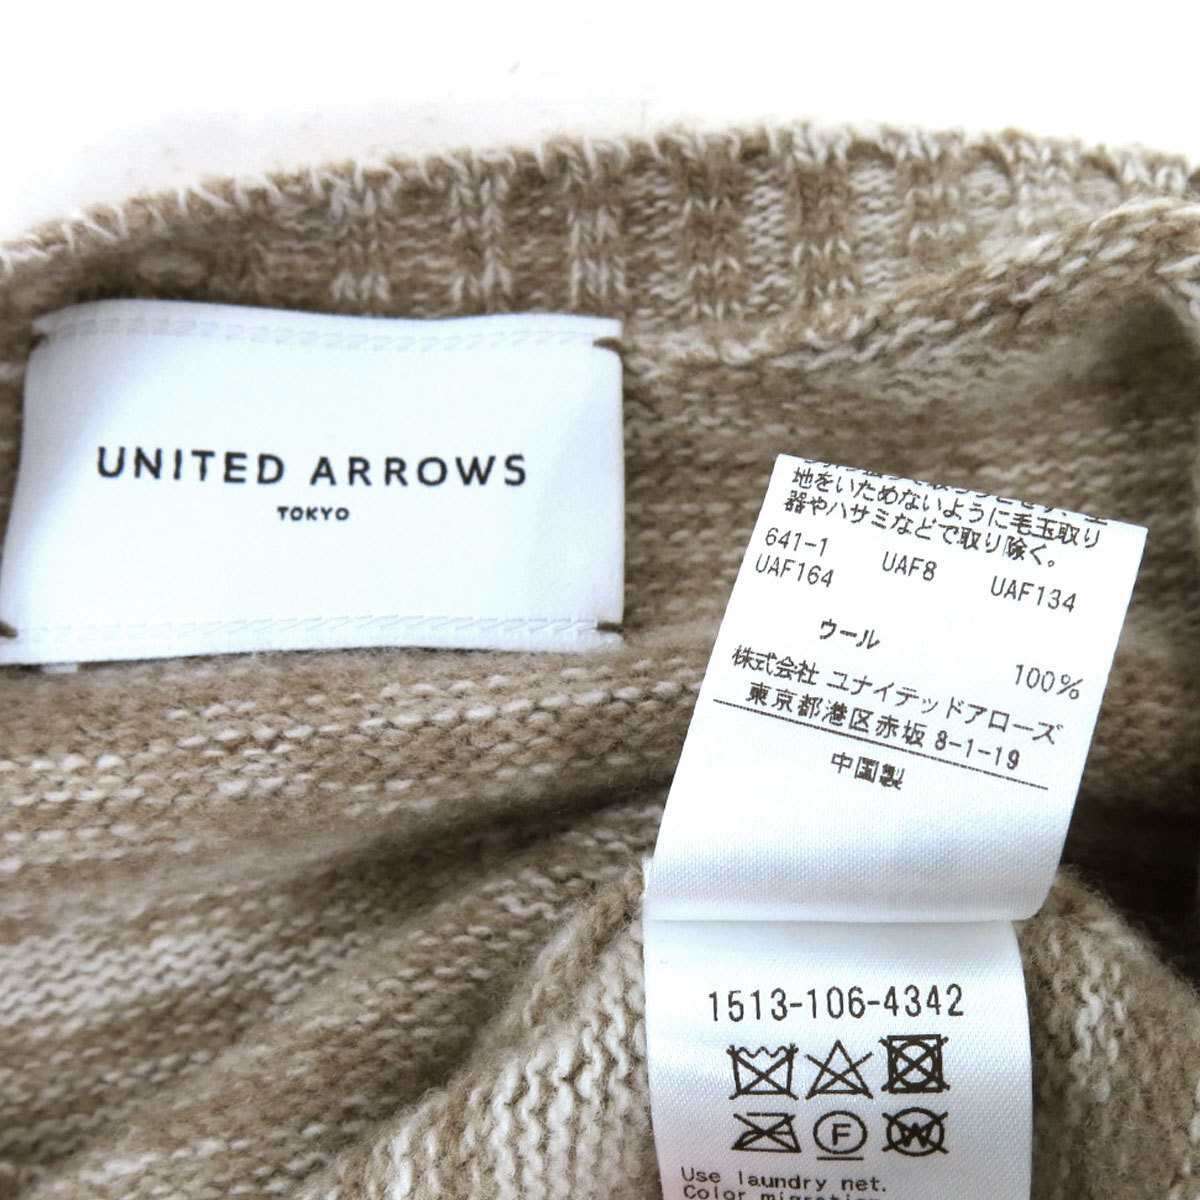 UNITED ARROWS
TOKYO
地をいためないように毛玉取り
器やハサミなどで取り除く。
641-1 UAF8 UAF134
UAF164
ウール 100%
株式会社 ユナイテッドアローズ
東京都港区赤坂 8-1-19
中国製
1513-106-4342
F
W
Use laundry net.
Color migration